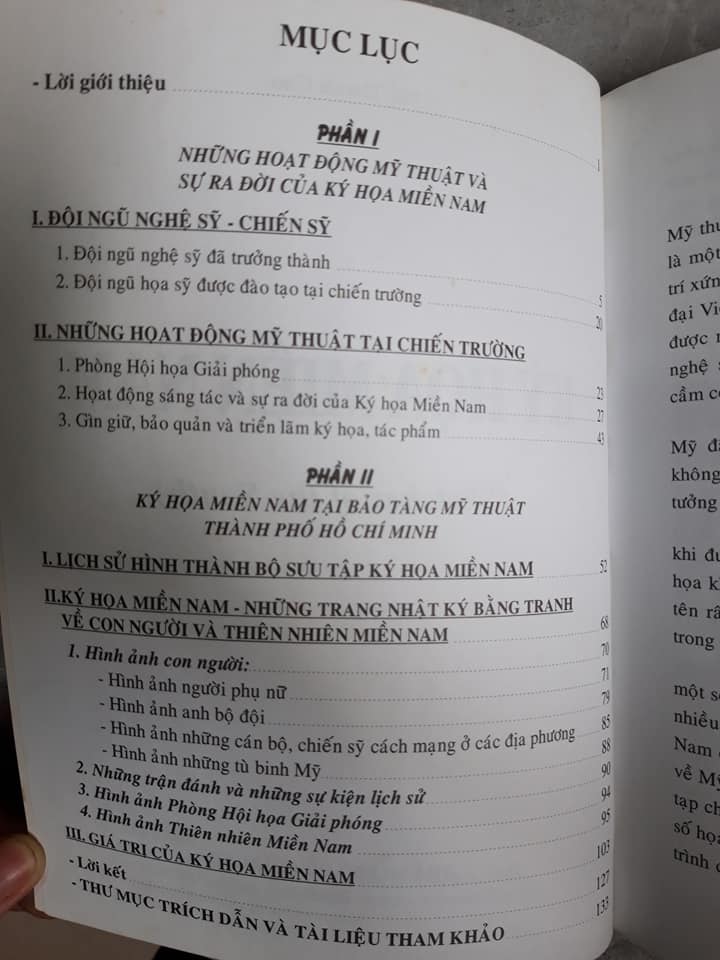 MỤC LỤC
- Lời giới thiệu 1
PHẦN I
NHỮNG HOẠT ĐỘNG MỸ THUẬT VÀ
SỰ RA ĐỜI CỦA KÝ HỌA MIỀN NAM
I. ĐỘI NGŨ NGHỆ SỸ - CHIẾN SỸ
1. Đội ngũ nghệ sỹ đã trưởng thành 5
2. Đội ngũ họa sỹ được đào tạo tại chiến trường 20
II. NHỮNG HỌAT ĐỘNG MỸ THUẬT TẠI CHIẾN TRƯỜNG
1. Phòng Hội họa Giải phóng 23
2. Họat động sáng tác và sự ra đời của Ký họa Miền Nam 27
3. Gìn giữ, bảo quản và triển lãm ký họa, tác phẩm 43
PHẦN II
KÝ HỌA MIỀN NAM TẠI BẢO TÀNG MỸ THUẬT
THÀNH PHỐ HỒ CHÍ MINH
I. LỊCH SỬ HÌNH THÀNH BỘ SƯU TẬP KÝ HỌA MIỀN NAM 52
II.KÝ HỌA MIỀN NAM - NHỮNG TRANG NHẬT KÝ BẰNG TRANH
VỀ CON NGƯỜI VÀ THIÊN NHIÊN MIỀN NAM 68
1. Hình ảnh con người: 70
- Hình ảnh người phụ nữ 71
- Hình ảnh anh bộ đội 79
- Hình ảnh những cán bộ, chiến sỹ cách mạng ở các địa phương 85
- Hình ảnh những tù binh Mỹ 88
2. Những trận đánh và những sự kiện lịch sử 90
3. Hình ảnh Phòng Hội họa Giải phóng 94
4. Hình ảnh Thiên nhiên Miền Nam 95
III. GIÁ TRỊ CỦA KÝ HỌA MIỀN NAM 103
- Lời kết 127
- THƯ MỤC TRÍCH DẪN VÀ TÀI LIỆU THAM KHẢO 133
Mỹ thu
là một
trí xứn
đại Vi
được
nghệ
cầm c
Mỹ đ
không
tưởng
khi đư
họa k
tên rấ
trong
một s
nhiều
Nam
về M
tạp ch
số họa
trình